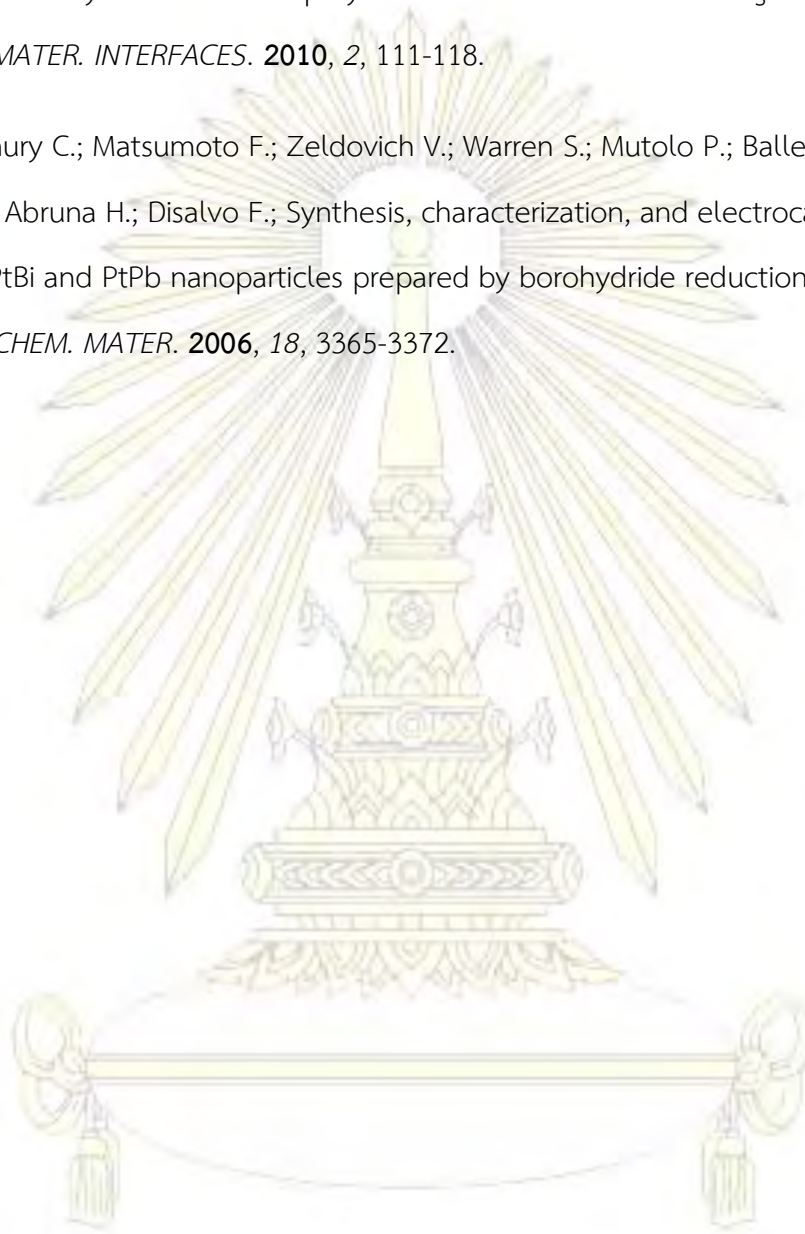 MATER. INTERFACES. 2010, 2, 111-118.
ury C.; Matsumoto F.; Zeldovich V.; Warren S.; Mutolo P.; Balle
Abruna H.; Disalvo F.; Synthesis, characterization, and electroca
PtBi and PtPb nanoparticles prepared by borohydride reduction
CHEM. MATER. 2006, 18, 3365-3372.